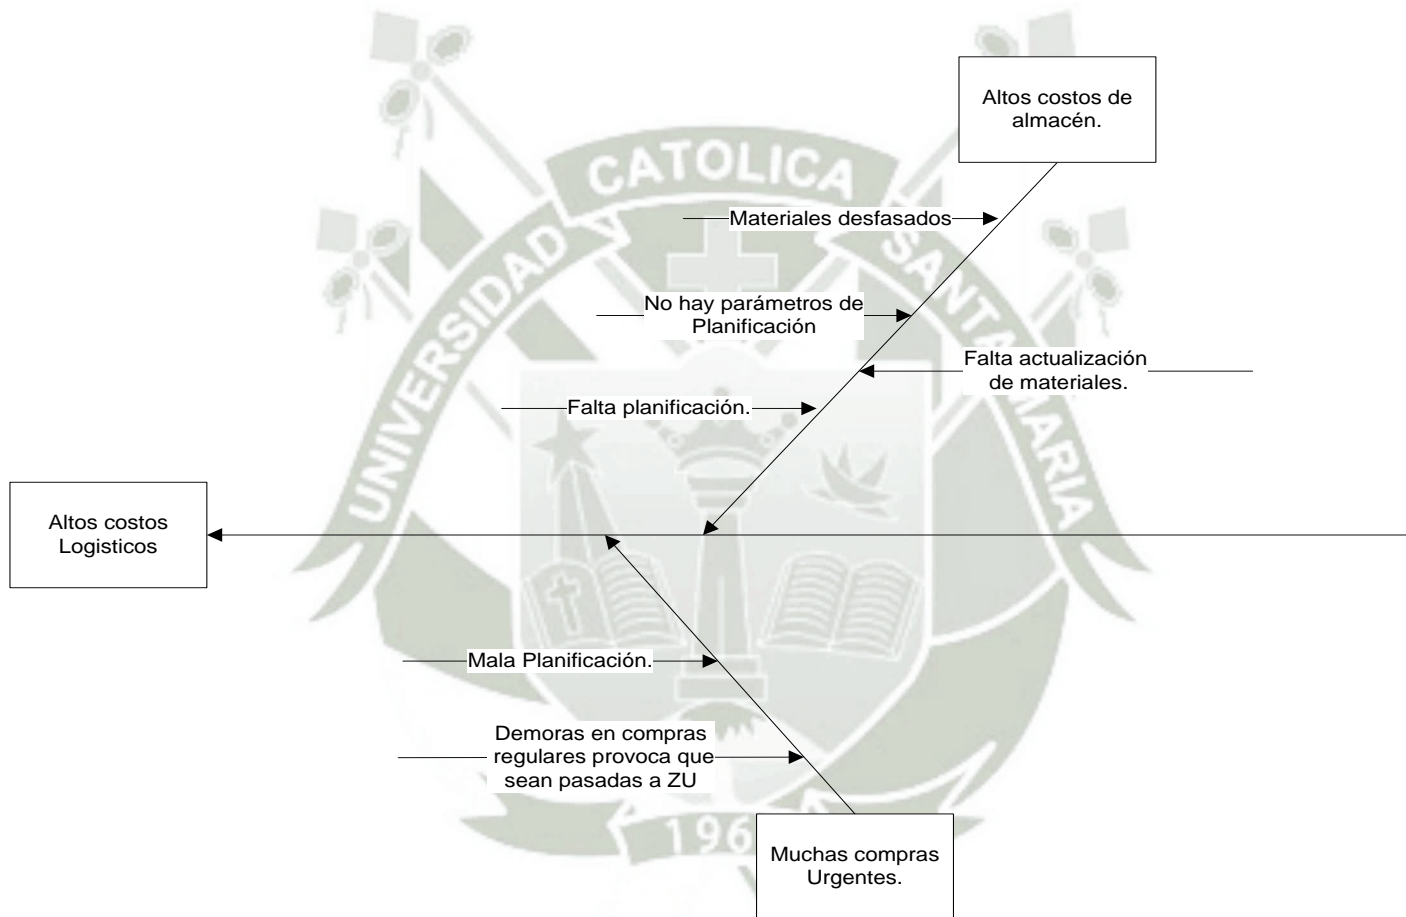 CATOLICA
UNIVERSIDAD
SANTA MARIA
Altos costos de
almacén.
Materiales desfasados
No hay parámetros de
Planificación
Falta actualización
de materiales.
Falta planificación.
Altos costos
Logisticos
Mala Planificación.
Demoras en compras
regulares provoca que
sean pasadas a ZU
196
Muchas compras
Urgentes.